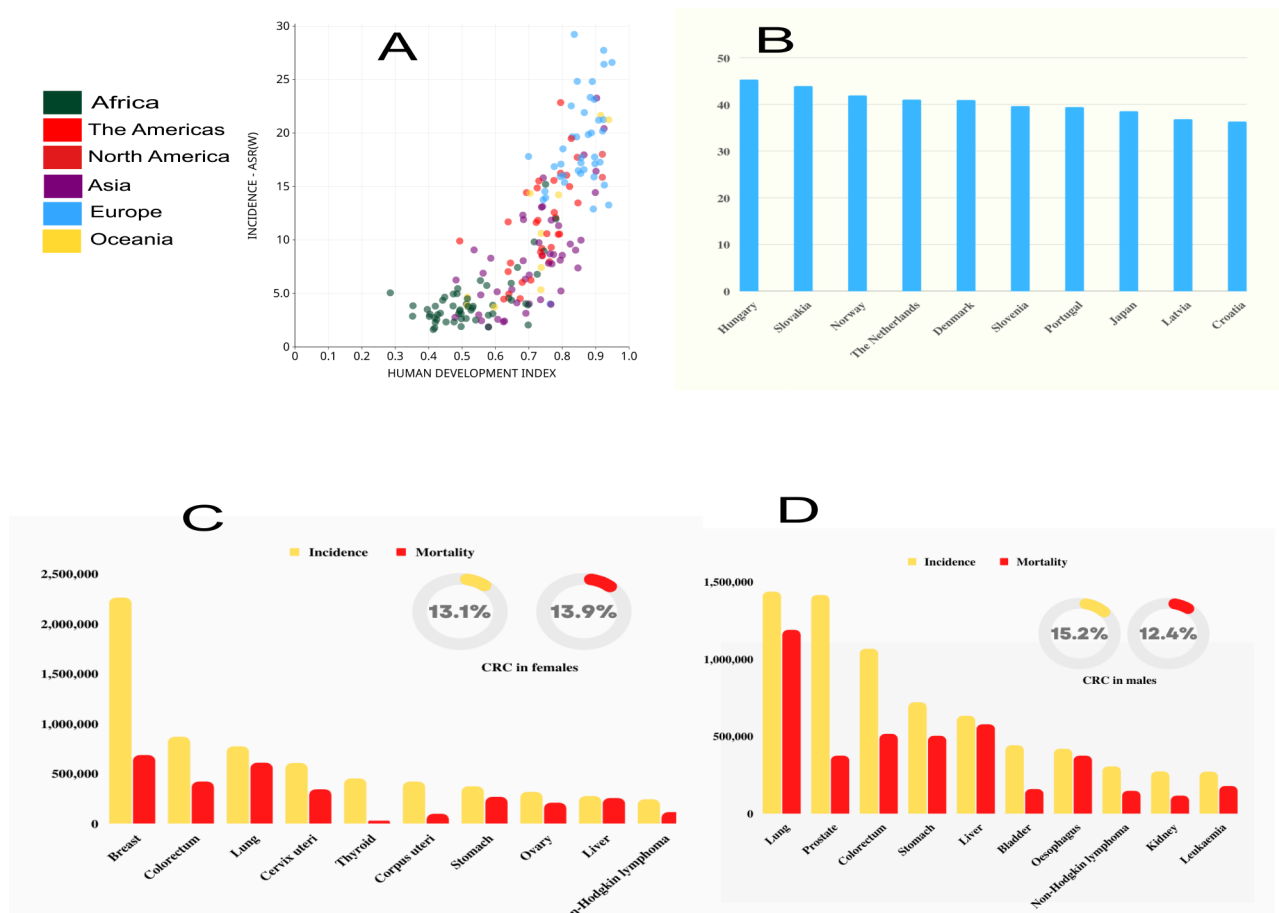 A
Africa
The Americas
North America
Asia
Europe
Oceania
INCIDENCE - ASR(W)
30
25
20
15
10
5.0
0
0 0.1 0.2 0.3 0.4 0.5 0.6 0.7 0.8 0.9 1.0
HUMAN DEVELOPMENT INDEX
B
50
40
30
20
10
0
Hungary
Slovakia
Norway
The Netherlands
Denmark
Slovenia
Portugal
Japan
Latvia
Croatia
C
Incidence Mortality
2,500,000
2,000,000
1,500,000
1,000,000
500,000
0
13.1% 13.9%
CRC in females
Breast
Colorectum
Lung
Cervix uteri
Thyroid
Corpus uteri
Stomach
Ovary
Liver
n-Hodgkin lymphoma
D
Incidence Mortality
1,500,000
1,000,000
500,000
0
15.2% 12.4%
CRC in males
Lung
Prostate
Colorectum
Stomach
Liver
Bladder
Oesophagus
Non-Hodgkin lymphoma
Kidney
Leukaemia